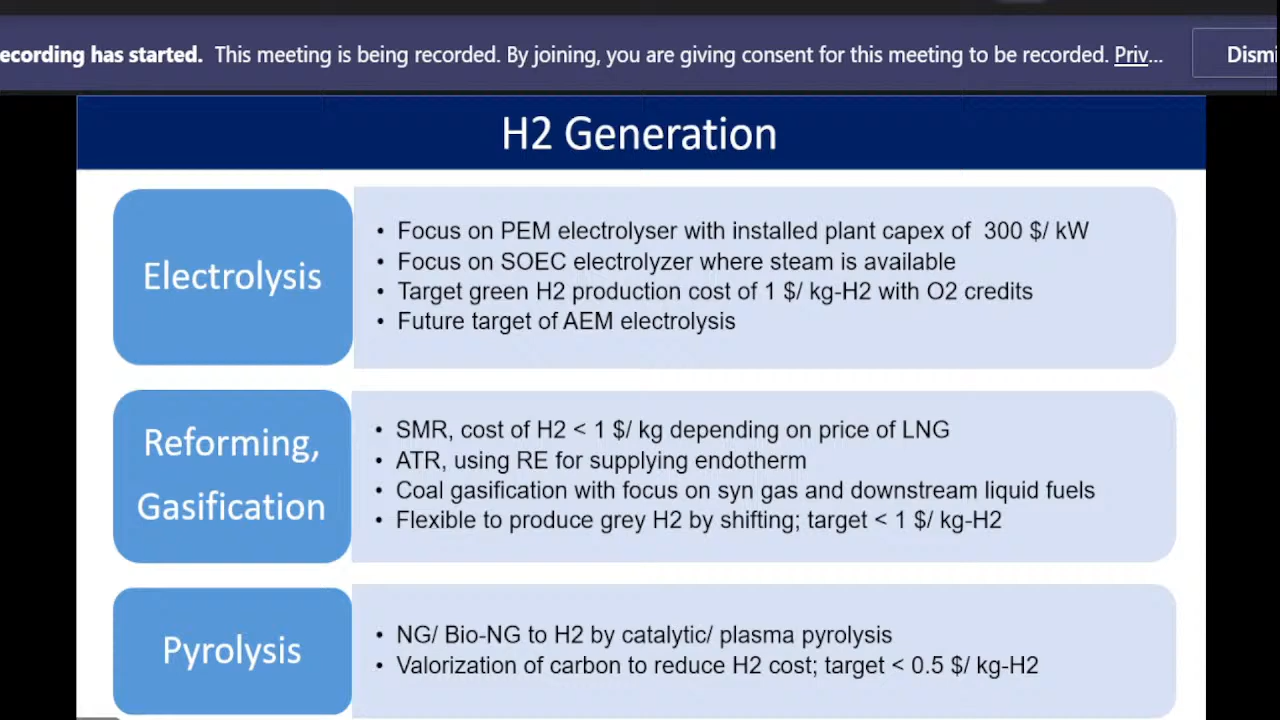 ecording has started. This meeting is being recorded. By joining, you are giving consent for this meeting to be recorded. Priv... Dismi
H2 Generation
Electrolysis
• Focus on PEM electrolyser with installed plant capex of 300 $/ kW
• Focus on SOEC electrolyzer where steam is available
• Target green H2 production cost of 1 $/ kg-H2 with O2 credits
• Future target of AEM electrolysis
Reforming,
Gasification
• SMR, cost of H2 < 1 $/ kg depending on price of LNG
• ATR, using RE for supplying endotherm
• Coal gasification with focus on syn gas and downstream liquid fuels
• Flexible to produce grey H2 by shifting; target < 1 $/ kg-H2
Pyrolysis
• NG/ Bio-NG to H2 by catalytic/ plasma pyrolysis
• Valorization of carbon to reduce H2 cost; target < 0.5 $/ kg-H2